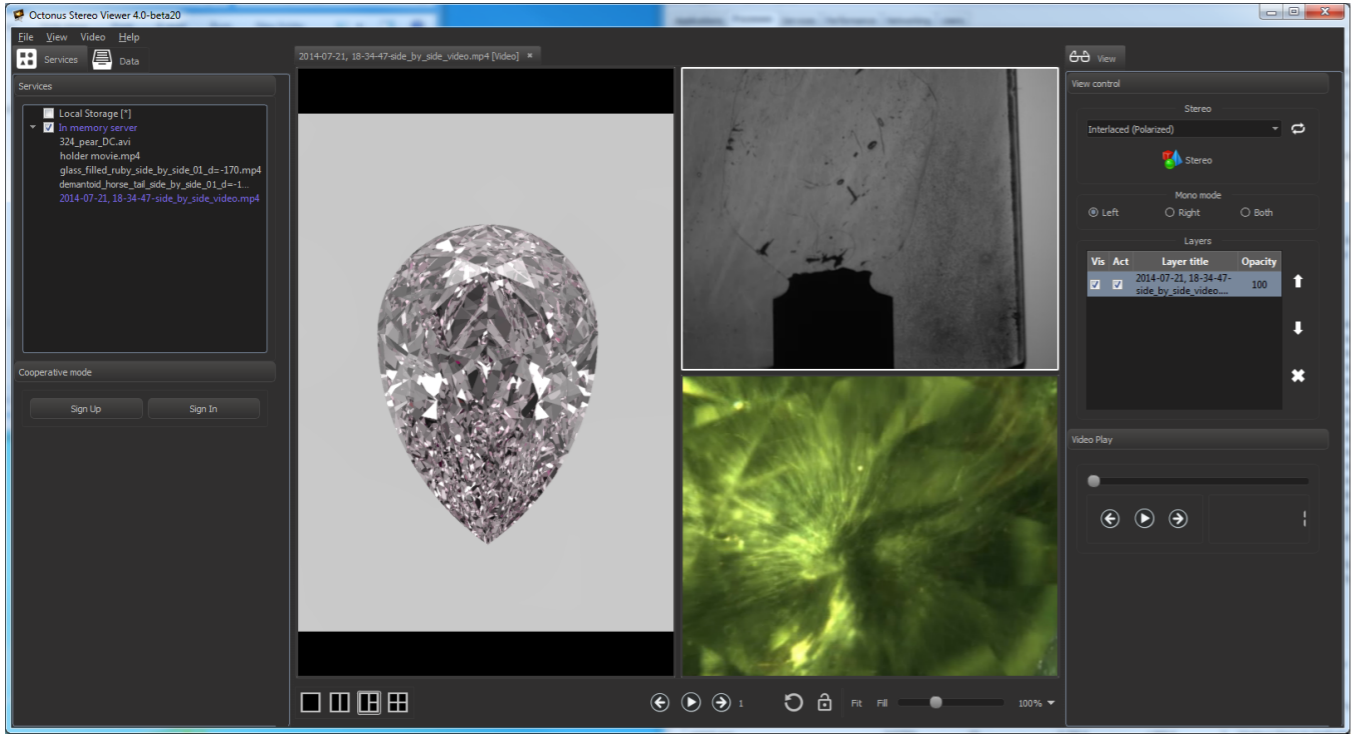 Octonus Stereo Viewer 4.0-beta20
File View Video Help
Services Data
2014-07-21, 18-34-47-side_by_side_video.mp4 [Video]
View
Services
Local Storage [*]
In memory server
324_pear_DC.avi
holder movie.mp4
glass_filled_ruby_side_by_side_01_d=-170.mp4
demantoid_horse_tail_side_by_side_01_d=-1...
2014-07-21, 18-34-47-side_by_side_video.mp4
Cooperative mode
Sign Up Sign In
View control
Stereo
Interlaced (Polarized)
Stereo
Mono mode
Left Right Both
Layers
Vis Act Layer title Opacity
2014-07-21, 18-34-47-
side_by_side_video....
100
Video Play
1 Fit Fill 100%